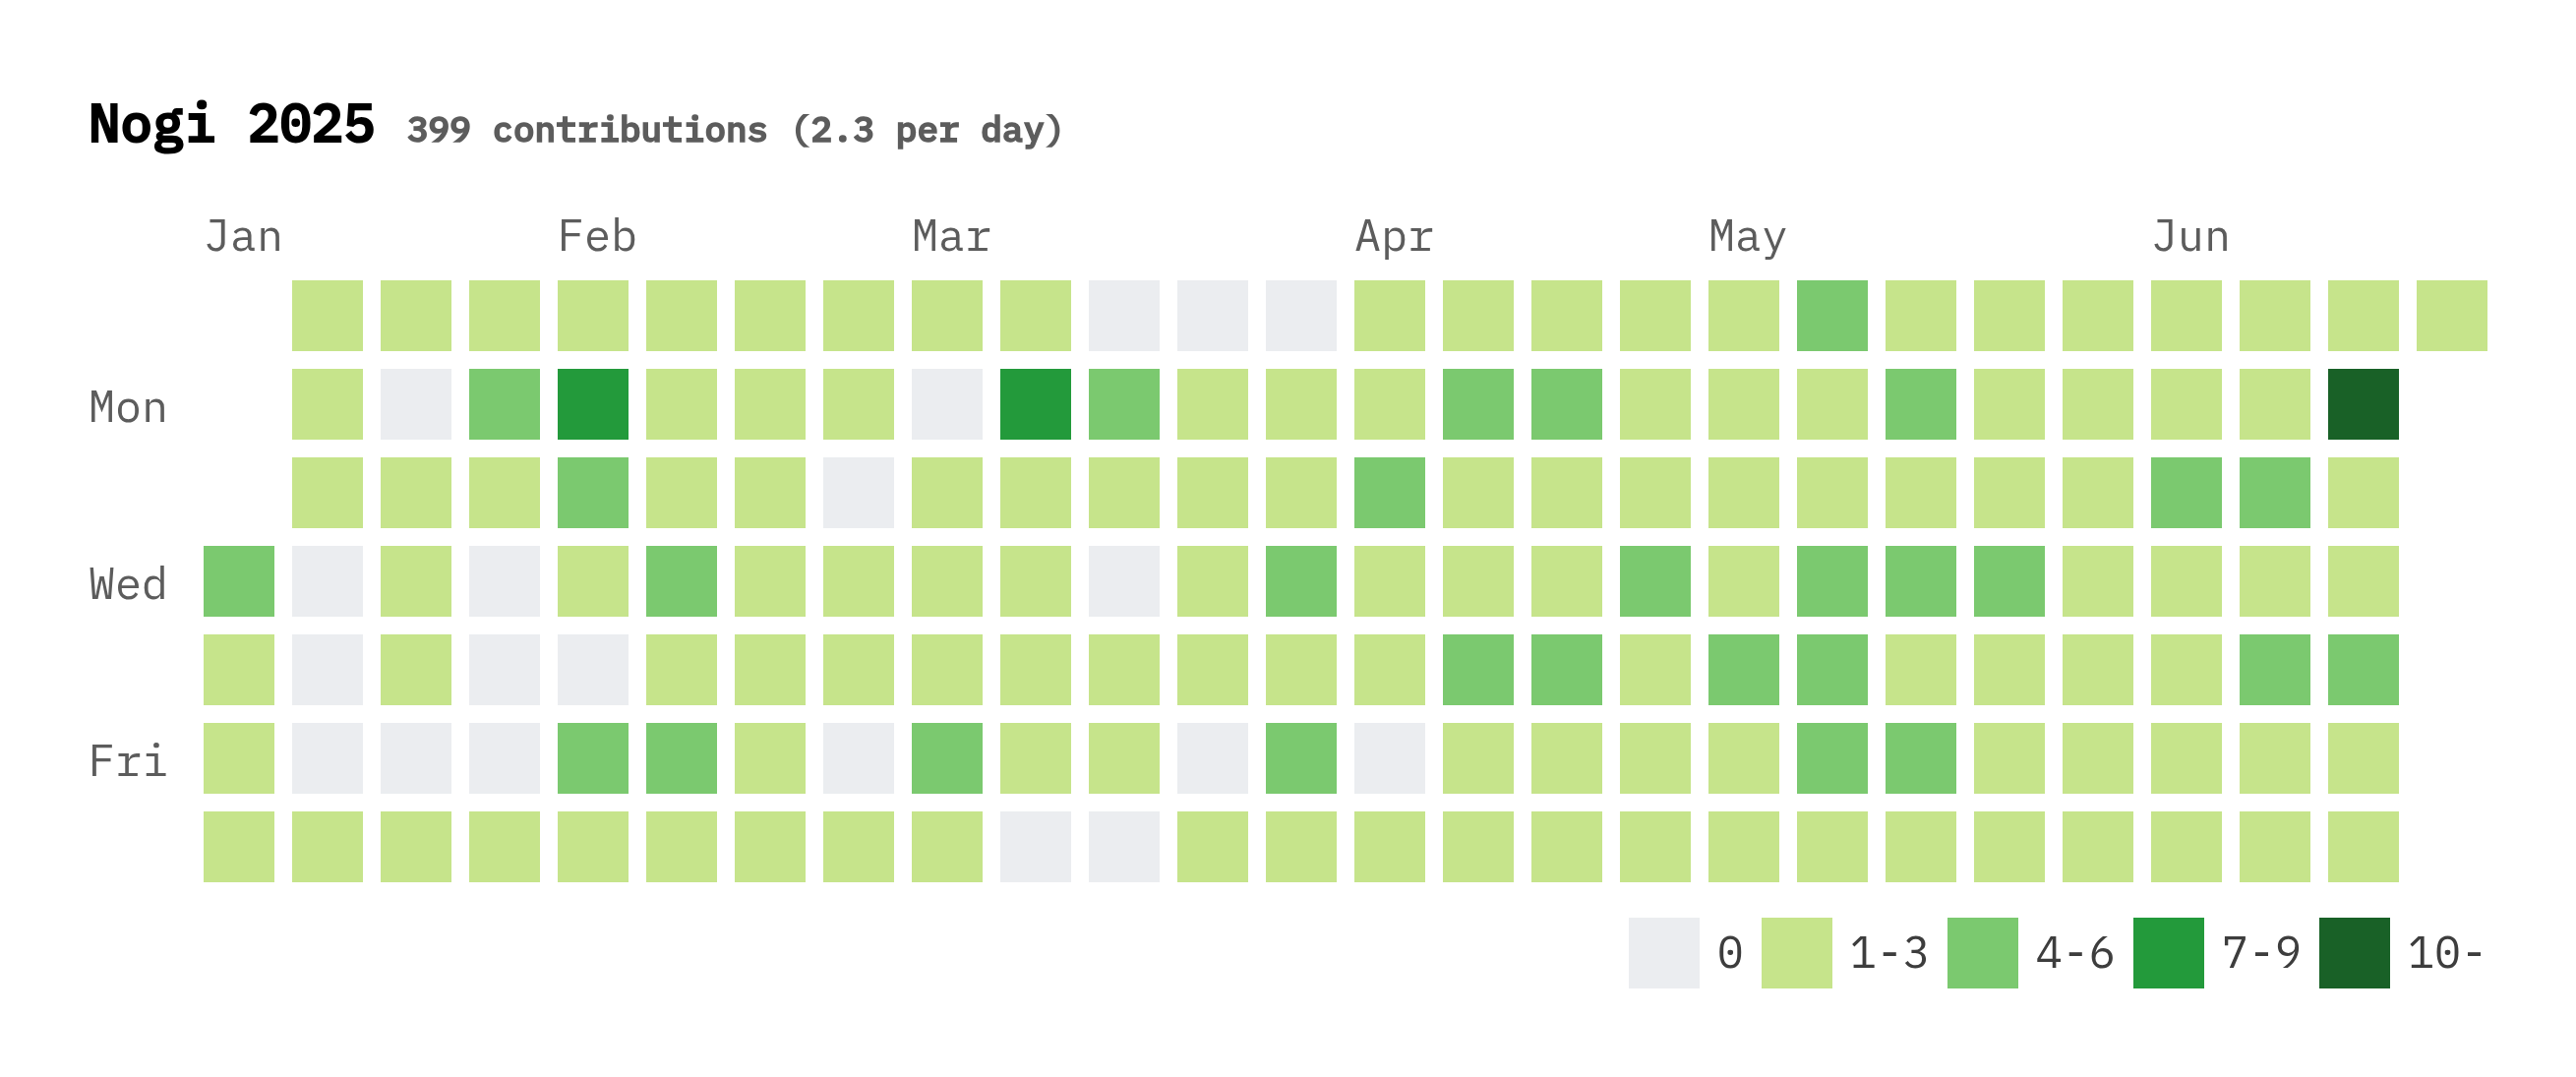 Nogi 2025 399 contributions (2.3 per day)
Jan Feb Mar Apr May Jun
Mon
Wed
Fri
0 1-3 4-6 7-9 10-